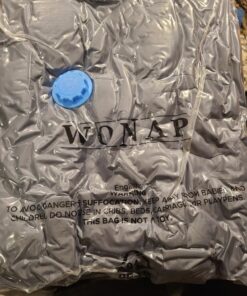 WONAP
English
WARNING
TO AVOID DANGER OF SUFFOCATION, KEEP AWAY FROM BABIES AND
CHILDREN. DO NOT USE IN CRIBS, BEDS, CARRIAGES OR PLAYPENS.
THIS BAG IS NOT A TOY.